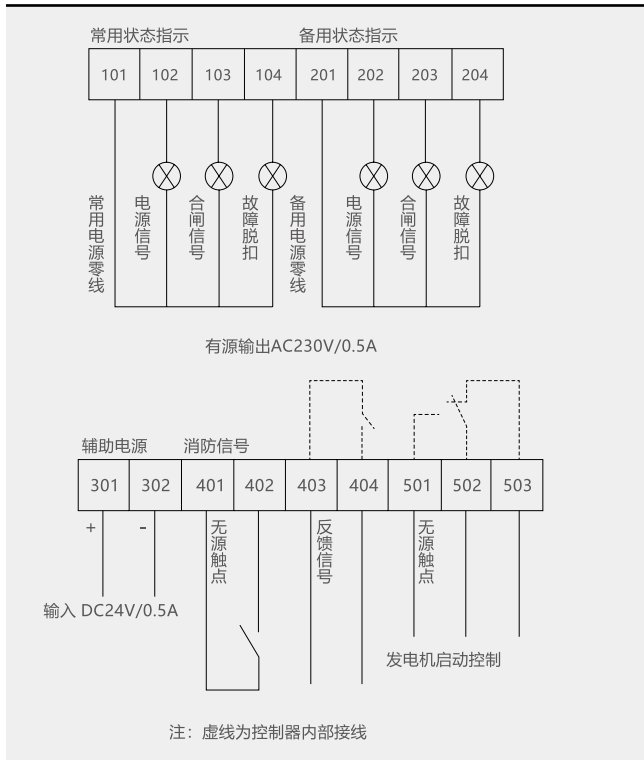 常用状态指示 备用状态指示
101 102 103 104 201 202 203 204
常用电源零线
电源信号
合闸信号
故障脱扣
备用电源零线
电源信号
合闸信号
故障脱扣
有源输出AC230V/0.5A
辅助电源 消防信号
301 302 401 402 403 404 501 502 503
+ -
无源触点
反馈信号
无源触点
输入 DC24V/0.5A
发电机启动控制
注：虚线为控制器内部接线